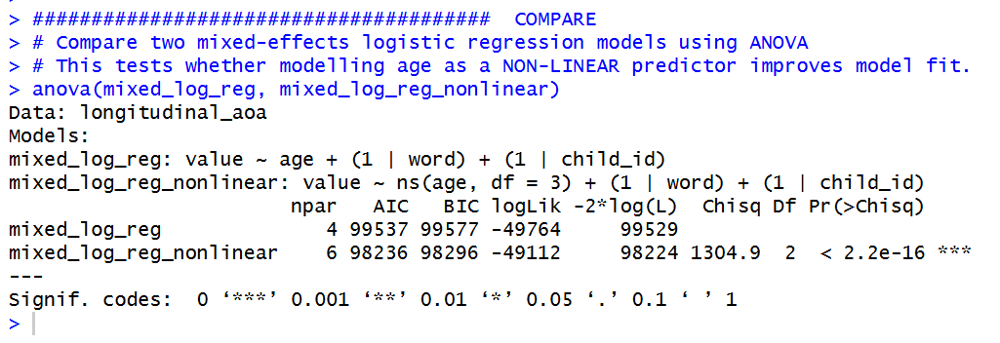 > ####################################### COMPARE
> # Compare two mixed-effects logistic regression models using ANOVA
> # This tests whether modelling age as a NON-LINEAR predictor improves model fit.
> anova(mixed_log_reg, mixed_log_reg_nonlinear)
Data: longitudinal_aoa
Models:
mixed_log_reg: value ~ age + (1 | word) + (1 | child_id)
mixed_log_reg_nonlinear: value ~ ns(age, df = 3) + (1 | word) + (1 | child_id)
                        npar   AIC   BIC logLik -2*log(L)  Chisq Df Pr(>Chisq)
mixed_log_reg              4 99537 99577 -49764     99529
mixed_log_reg_nonlinear    6 98236 98296 -49112     98224 1304.9  2  < 2.2e-16 ***
---
Signif. codes:  0 ‘***’ 0.001 ‘**’ 0.01 ‘*’ 0.05 ‘.’ 0.1 ‘ ’ 1
>